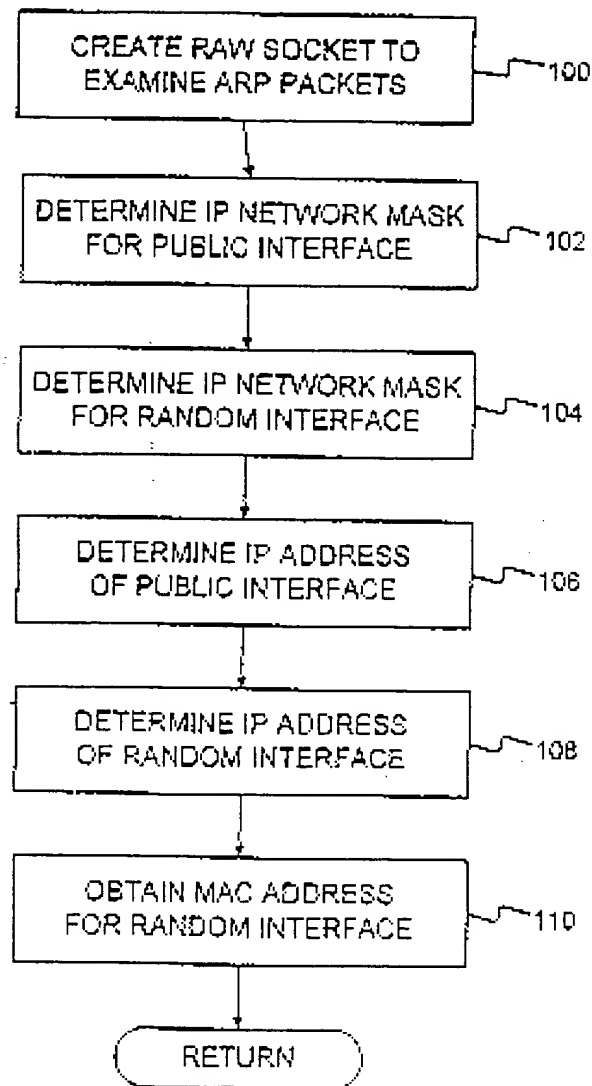 CREATE RAW SOCKET TO
EXAMINE ARP PACKETS
100
DETERMINE IP NETWORK MASK
FOR PUBLIC INTERFACE
102
DETERMINE IP NETWORK MASK
FOR RANDOM INTERFACE
104
DETERMINE IP ADDRESS
OF PUBLIC INTERFACE
106
DETERMINE IP ADDRESS
OF RANDOM INTERFACE
108
OBTAIN MAC ADDRESS
FOR RANDOM INTERFACE
110
RETURN